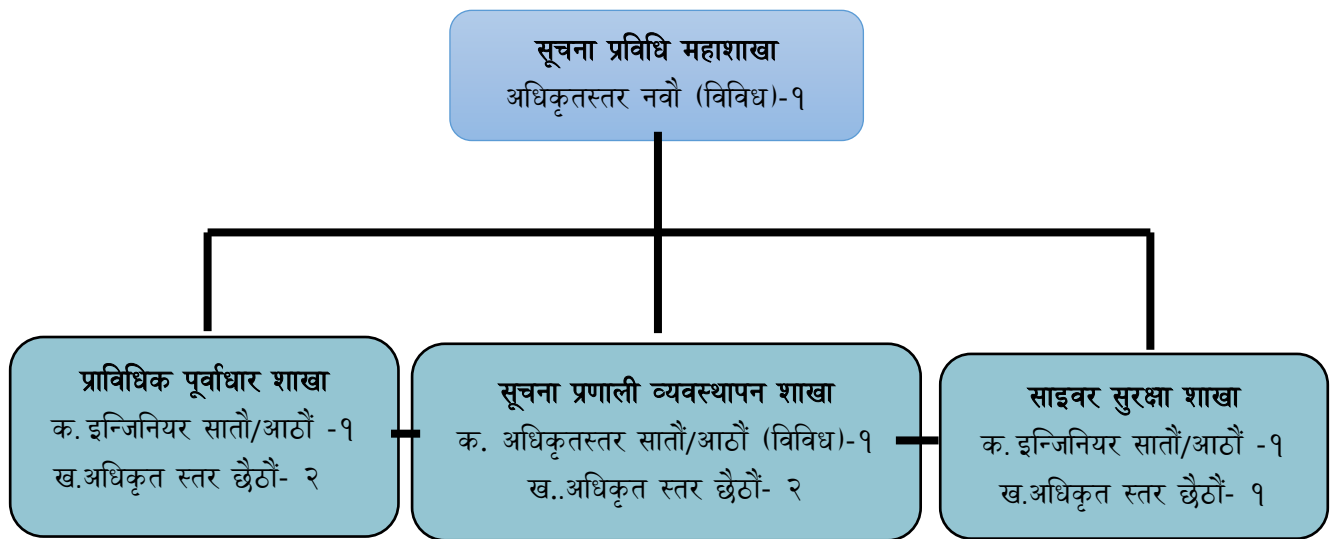 सूचना प्रविधि महाशाखा
अधिकृतस्तर नवौ (विविध)-१
प्राविधिक पूर्वाधार शाखा
क. इन्जिनियर सातौ/आठौं -१
ख.अधिकृत स्तर छैठौं- २
सूचना प्रणाली व्यवस्थापन शाखा
क. अधिकृतस्तर सातौं/आठौं (विविध)-१
ख..अधिकृत स्तर छैठौं- २
साइवर सुरक्षा शाखा
क. इन्जिनियर सातौं/आठौं -१
ख.अधिकृत स्तर छैठौं- १